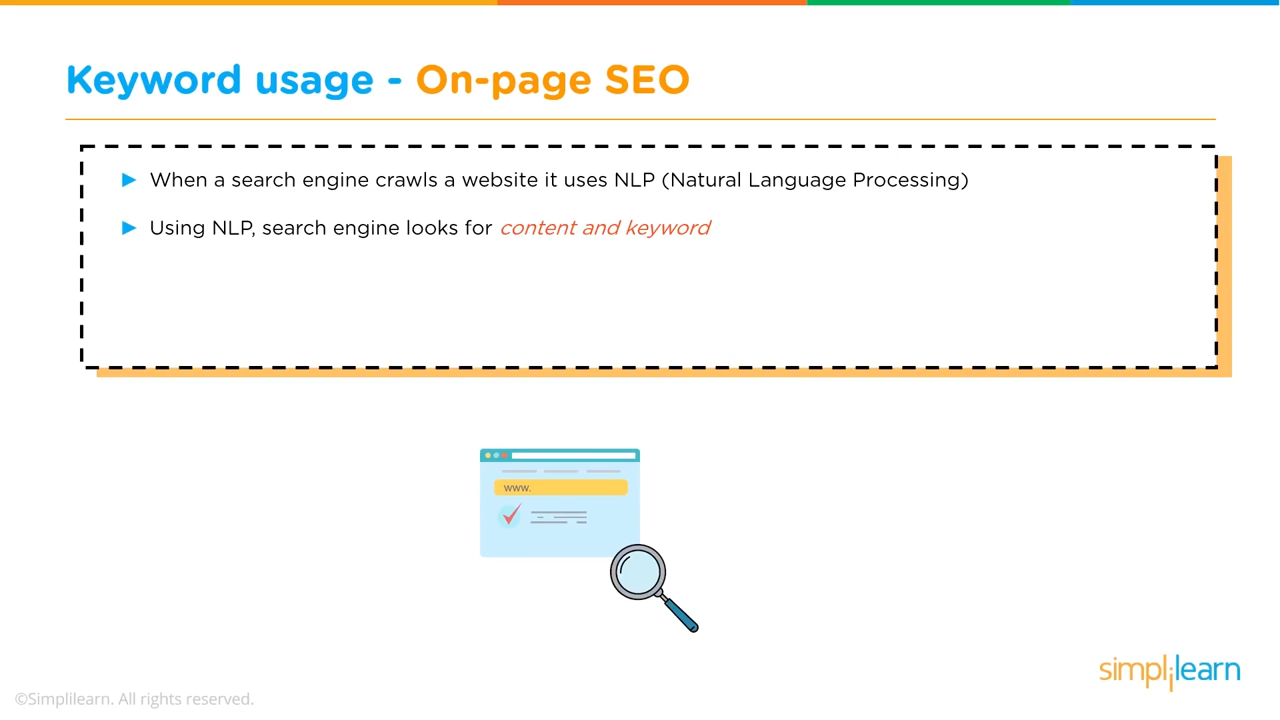 Keyword usage - On-page SEO
When a search engine crawls a website it uses NLP (Natural Language Processing)
Using NLP, search engine looks for content and keyword
www.
simplilearn
©Simplilearn. All rights reserved.